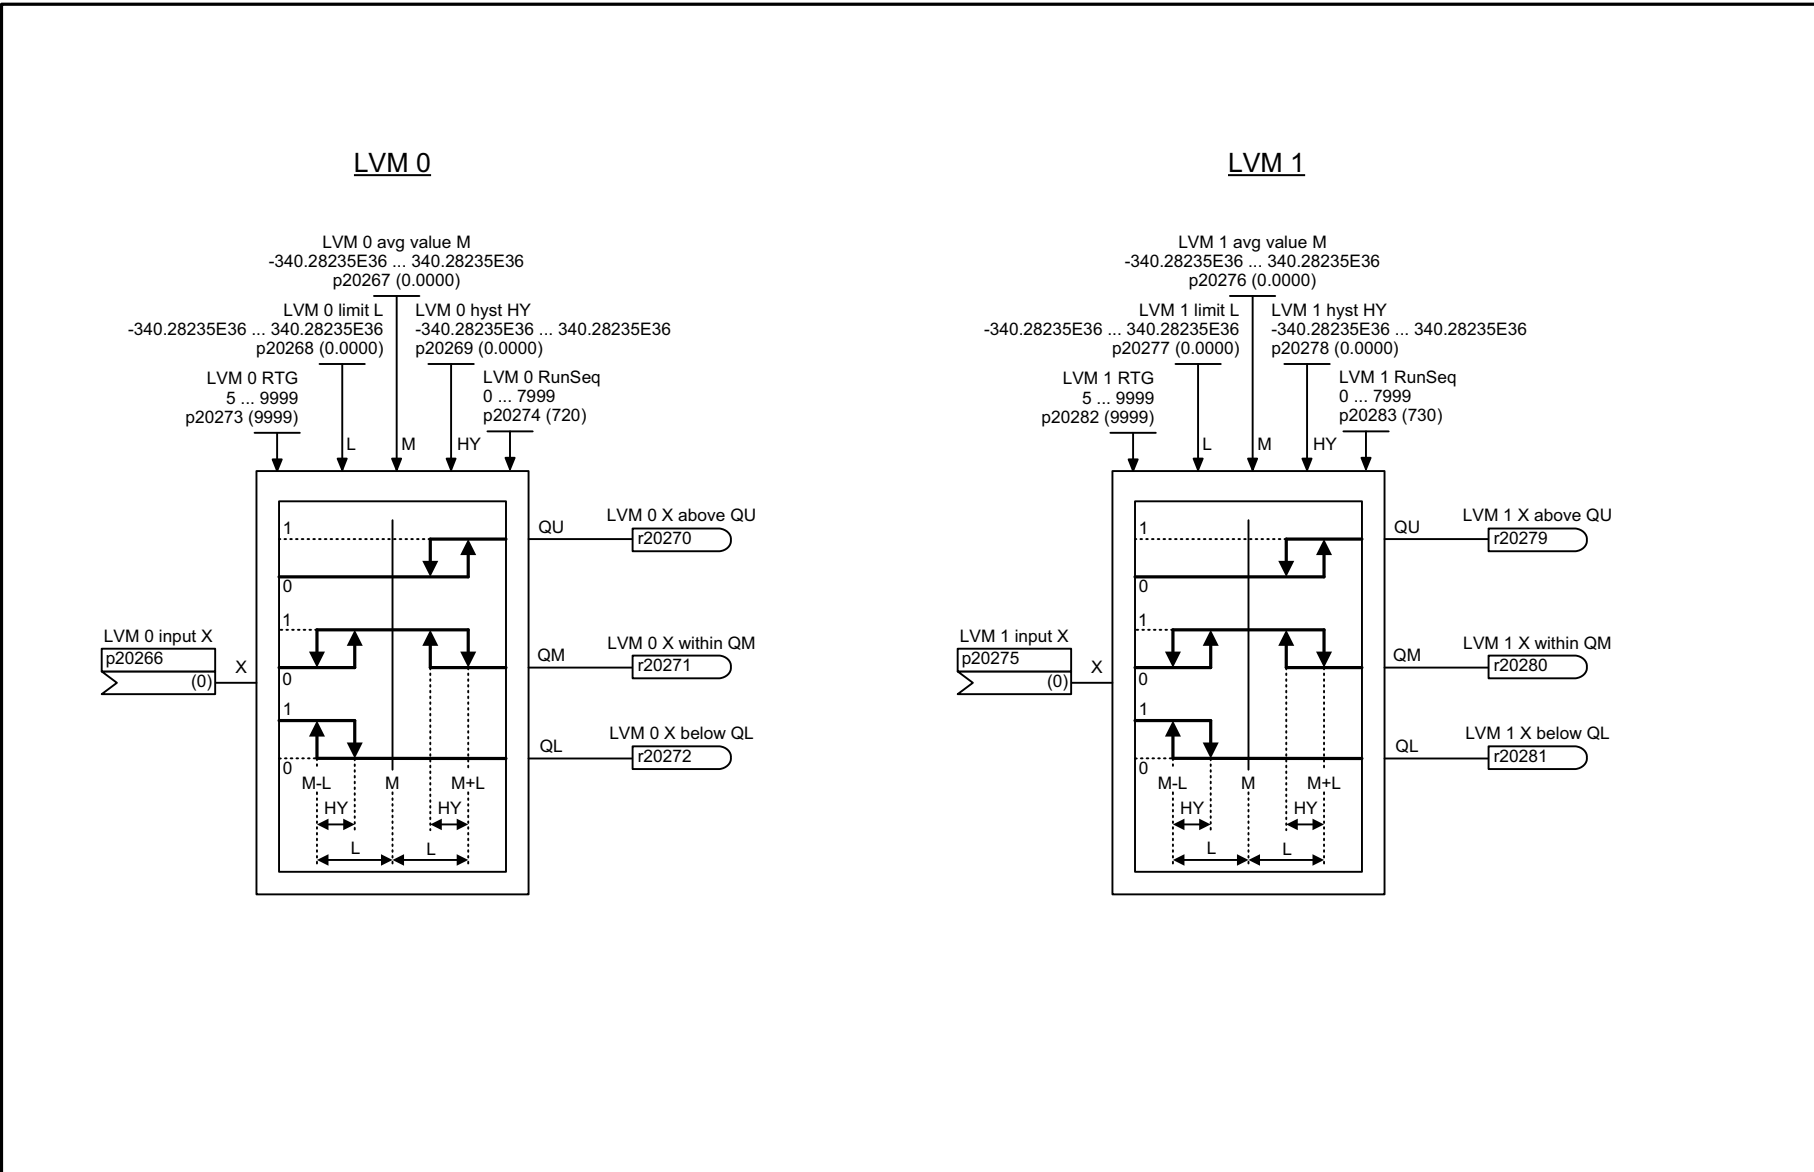 LVM 0
LVM 0 avg value M
-340.28235E36 ... 340.28235E36
p20267 (0.0000)
LVM 0 limit L
-340.28235E36 ... 340.28235E36
p20268 (0.0000)
LVM 0 hyst HY
-340.28235E36 ... 340.28235E36
p20269 (0.0000)
LVM 0 RTG
5 ... 9999
p20273 (9999)
LVM 0 RunSeq
0 ... 7999
p20274 (720)
L
M
HY
LVM 0 input X
p20266
(0)
X
1
0
1
0
1
0
M-L
M
M+L
HY
HY
L
L
QU
LVM 0 X above QU
r20270
QM
LVM 0 X within QM
r20271
QL
LVM 0 X below QL
r20272
LVM 1
LVM 1 avg value M
-340.28235E36 ... 340.28235E36
p20276 (0.0000)
LVM 1 limit L
-340.28235E36 ... 340.28235E36
p20277 (0.0000)
LVM 1 hyst HY
-340.28235E36 ... 340.28235E36
p20278 (0.0000)
LVM 1 RTG
5 ... 9999
p20282 (9999)
LVM 1 RunSeq
0 ... 7999
p20283 (730)
L
M
HY
LVM 1 input X
p20275
(0)
X
1
0
1
0
1
0
M-L
M
M+L
HY
HY
L
L
QU
LVM 1 X above QU
r20279
QM
LVM 1 X within QM
r20280
QL
LVM 1 X below QL
r20281